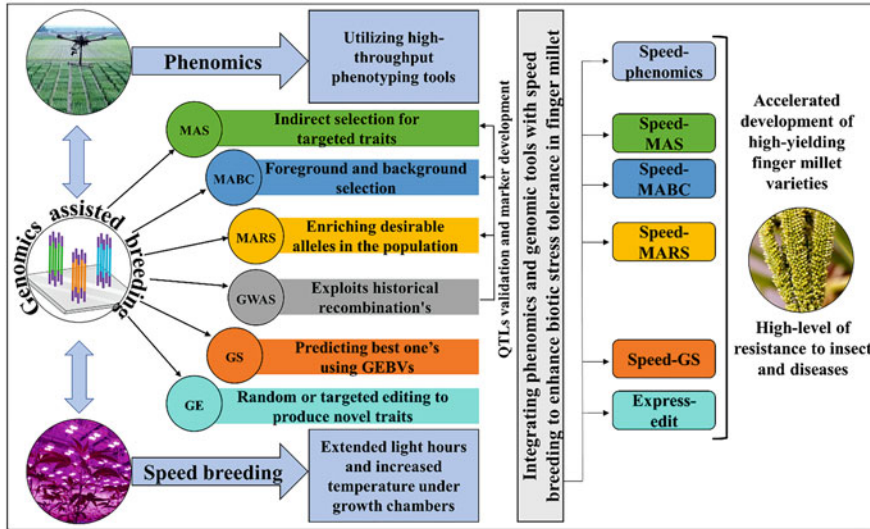 Phenomics
Utilizing high-
throughput
phenotyping tools
MAS
Indirect selection for
targeted traits
MABC
Foreground and background
selection
MARS
Enriching desirable
alleles in the population
GWAS
Exploits historical
recombination's
GS
Predicting best one's
using GEBVs
GE
Random or targeted editing to
produce novel traits
Genomics assisted breeding
Speed breeding
Extended light hours
and increased
temperature under
growth chambers
QTLs validation and marker development
Integrating phenomics and genomic tools with speed
breeding to enhance biotic stress tolerance in finger millet
Speed-
phenomics
Speed-
MAS
Speed-
MABC
Speed-
MARS
Speed-GS
Express-
edit
Accelerated
development of
high-yielding
finger millet
varieties
High-level of
resistance to insect
and diseases